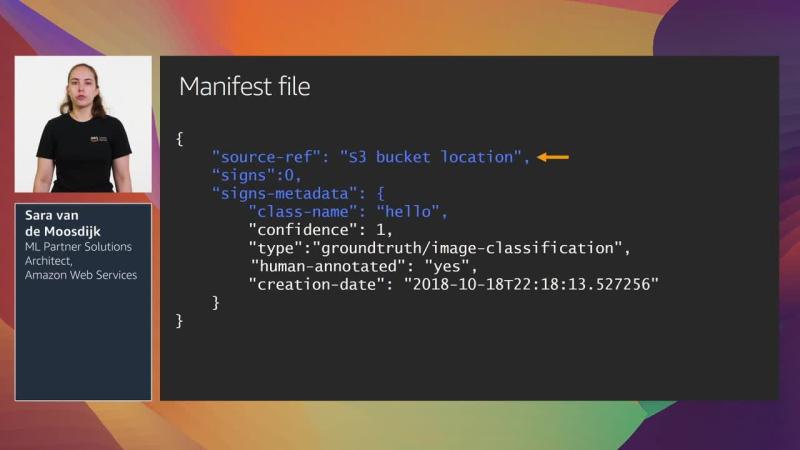 Manifest file
{
"source-ref": "S3 bucket location",
“signs":0,
“signs-metadata": {
"class-name": “hello",
"confidence": 1,
"type":"groundtruth/image-classification",
"human-annotated": "yes",
"creation-date": "2018-10-18T22:18:13.527256"
}
}
Sara van
de Moosdijk
ML Partner Solutions
Architect,
Amazon Web Services
aws